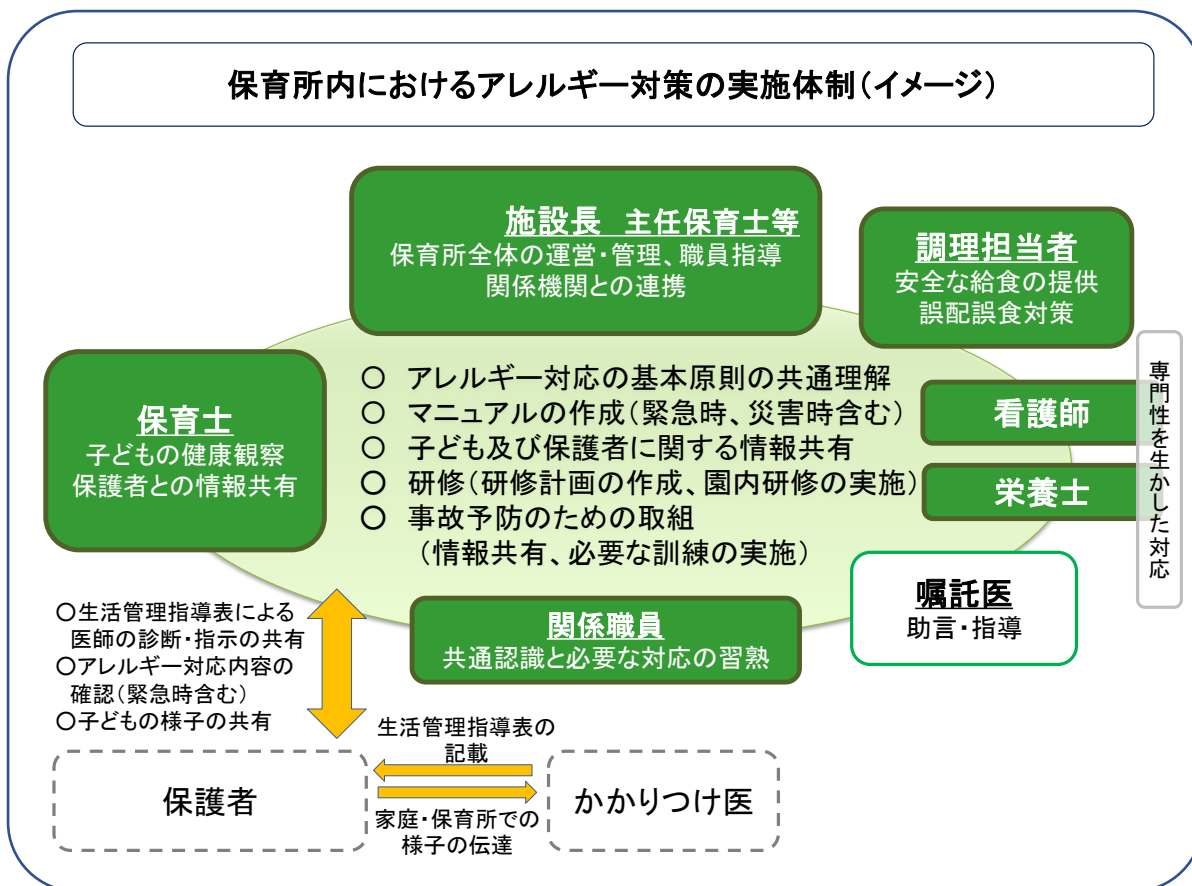 保育所内におけるアレルギー対策の実施体制(イメージ)
施設長 主任保育士等
保育所全体の運営・管理、職員指導
関係機関との連携
調理担当者
安全な給食の提供
誤配誤食対策
保育士
子どもの健康観察
保護者との情報共有
○ アレルギー対応の基本原則の共通理解
○ マニュアルの作成(緊急時、災害時含む)
○ 子ども及び保護者に関する情報共有
○ 研修(研修計画の作成、園内研修の実施)
○ 事故予防のための取組
(情報共有、必要な訓練の実施)
看護師
栄養士
専門性を生かした対応
嘱託医
助言・指導
関係職員
共通認識と必要な対応の習熟
○生活管理指導表による
医師の診断・指示の共有
○アレルギー対応内容の
確認(緊急時含む)
○子どもの様子の共有
生活管理指導表の
記載
保護者
かかりつけ医
家庭・保育所での
様子の伝達